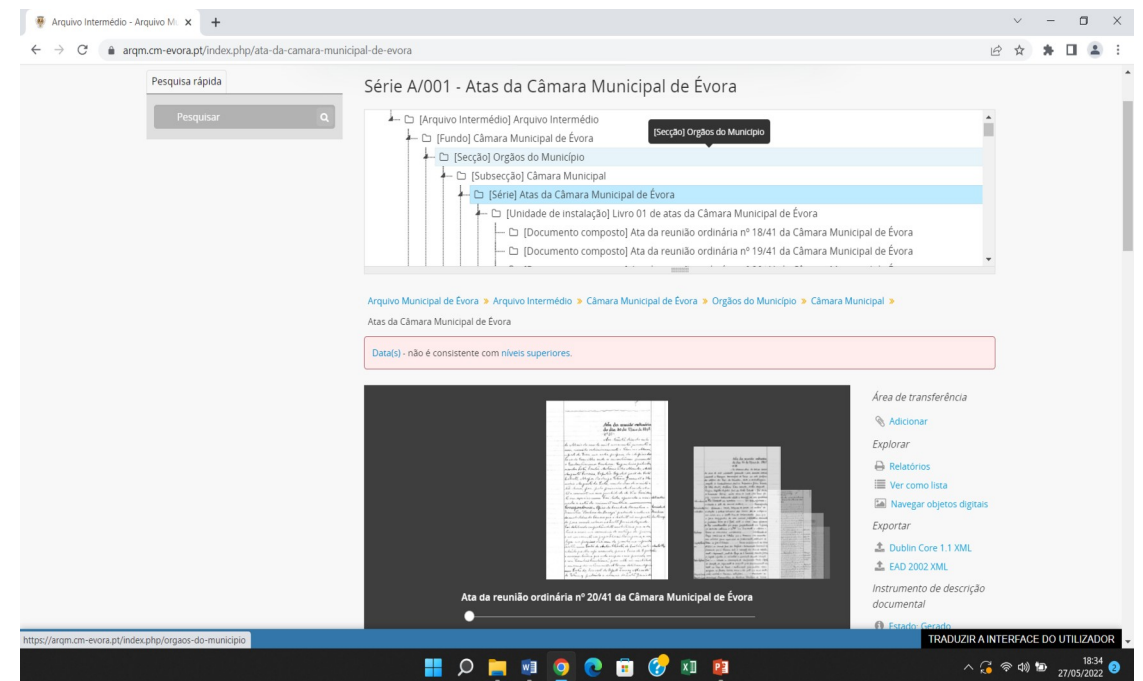 Arquivo Intermédio - Arquivo Mu
arqm.cm-evora.pt/index.php/ata-da-camara-municipal-de-evora
Pesquisa rápida
Pesquisar
Série A/001 - Atas da Câmara Municipal de Évora
[Arquivo Intermédio] Arquivo Intermédio
[Fundo] Câmara Municipal de Évora
[Secção] Orgãos do Município
[Secção] Orgãos do Município
[Subsecção] Câmara Municipal
[Série] Atas da Câmara Municipal de Évora
[Unidade de instalação] Livro 01 de atas da Câmara Municipal de Évora
[Documento composto] Ata da reunião ordinária nº 18/41 da Câmara Municipal de Évora
[Documento composto] Ata da reunião ordinária nº 19/41 da Câmara Municipal de Évora
Arquivo Municipal de Évora » Arquivo Intermédio » Câmara Municipal de Évora » Orgãos do Município » Câmara Municipal »
Atas da Câmara Municipal de Évora
Data(s) - não é consistente com níveis superiores.
Ata da reunião ordinária nº 20/41 da Câmara Municipal de Évora
Área de transferência
Adicionar
Explorar
Relatórios
Ver como lista
Navegar objetos digitais
Exportar
Dublin Core 1.1 XML
EAD 2002 XML
Instrumento de descrição
documental
Estado: Gerado
https://arqm.cm-evora.pt/index.php/orgaos-do-municipio
TRADUZIR A INTERFACE DO UTILIZADOR
18:34
27/05/2022
2